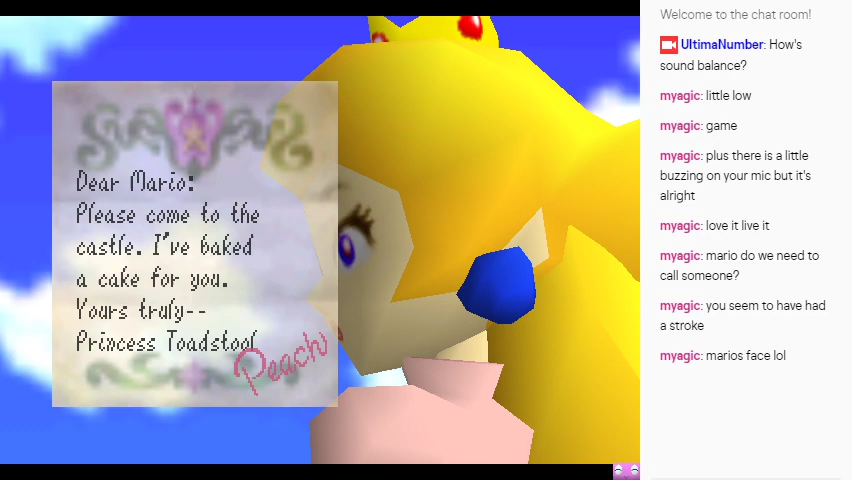 Dear Mario:
Please come to the
castle. I've baked
a cake for you.
Yours truly--
Princess Toadstool
Peach
Welcome to the chat room!
UltimaNumber: How's
sound balance?
myagic: little low
myagic: game
myagic: plus there is a little
buzzing on your mic but it's
alright
myagic: love it live it
myagic: mario do we need to
call someone?
myagic: you seem to have had
a stroke
myagic: marios face lol